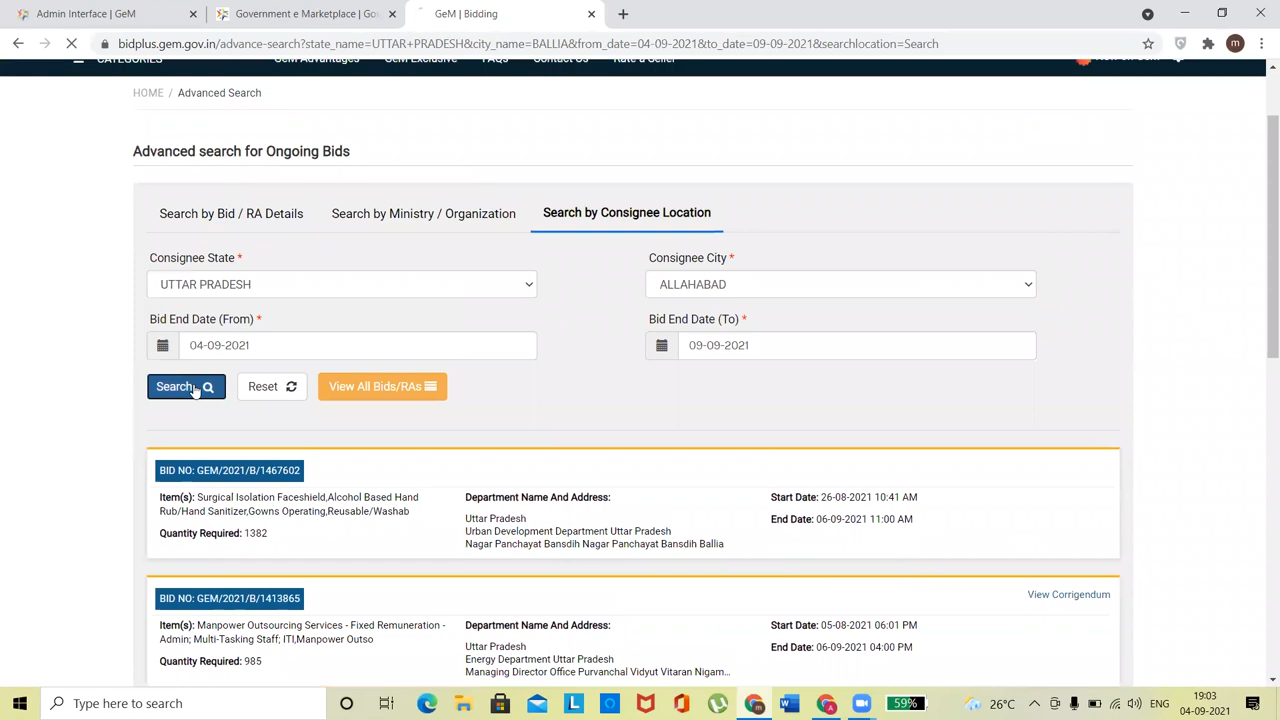 Admin Interface | GeM
Government e Marketplace | Go
GeM | Bidding
bidplus.gem.gov.in/advance-search?state_name=UTTAR+PRADESH&city_name=BALLIA&from_date=04-09-2021&to_date=09-09-2021&searchlocation=Search
m
CATEGORIES GeM Advantages GeM Exclusive FAQs Contact Us Rate a Seller
HOME / Advanced Search
Advanced search for Ongoing Bids
Search by Bid / RA Details Search by Ministry / Organization Search by Consignee Location
Consignee State * Consignee City *
UTTAR PRADESH ALLAHABAD
Bid End Date (From) * Bid End Date (To) *
04-09-2021 09-09-2021
Search Reset View All Bids/RAs
BID NO: GEM/2021/B/1467602
Item(s): Surgical Isolation Faceshield,Alcohol Based Hand
Rub/Hand Sanitizer,Gowns Operating,Reusable/Washab
Quantity Required: 1382
Department Name And Address:
Uttar Pradesh
Urban Development Department Uttar Pradesh
Nagar Panchayat Bansdih Nagar Panchayat Bansdih Ballia
Start Date: 26-08-2021 10:41 AM
End Date: 06-09-2021 11:00 AM
BID NO: GEM/2021/B/1413865
View Corrigendum
Item(s): Manpower Outsourcing Services - Fixed Remuneration -
Admin; Multi-Tasking Staff; ITI,Manpower Outso
Quantity Required: 985
Department Name And Address:
Uttar Pradesh
Energy Department Uttar Pradesh
Managing Director Office Purvanchal Vidyut Vitaran Nigam...
Start Date: 05-08-2021 06:01 PM
End Date: 06-09-2021 04:00 PM
Type here to search
59%
26°C
ENG
19:03
04-09-2021